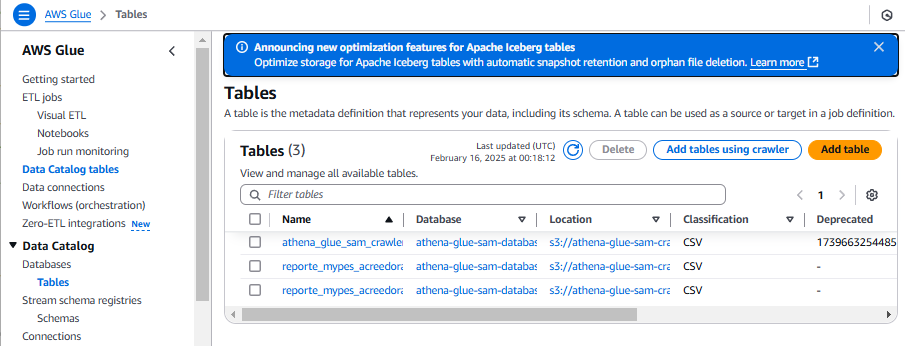 AWS Glue > Tables
AWS Glue
Getting started
ETL jobs
Visual ETL
Notebooks
Job run monitoring
Data Catalog tables
Data connections
Workflows (orchestration)
Zero-ETL integrations New
Data Catalog
Databases
Tables
Stream schema registries
Schemas
Connections
Announcing new optimization features for Apache Iceberg tables
Optimize storage for Apache Iceberg tables with automatic snapshot retention and orphan file deletion. Learn more
Tables
A table is the metadata definition that represents your data, including its schema. A table can be used as a source or target in a job definition.
Tables (3)
Last updated (UTC)
February 16, 2025 at 00:18:12
Delete
Add tables using crawler
Add table
View and manage all available tables.
Filter tables
1
Name Database Location Classification Deprecated
athena_glue_sam_crawler athena-glue-sam-databas s3://athena-glue-sam-cra CSV 1739663254485
reporte_mypes_acreedora athena-glue-sam-databas s3://athena-glue-sam-cra CSV -
reporte_mypes_acreedora athena-glue-sam-databas s3://athena-glue-sam-cra CSV -